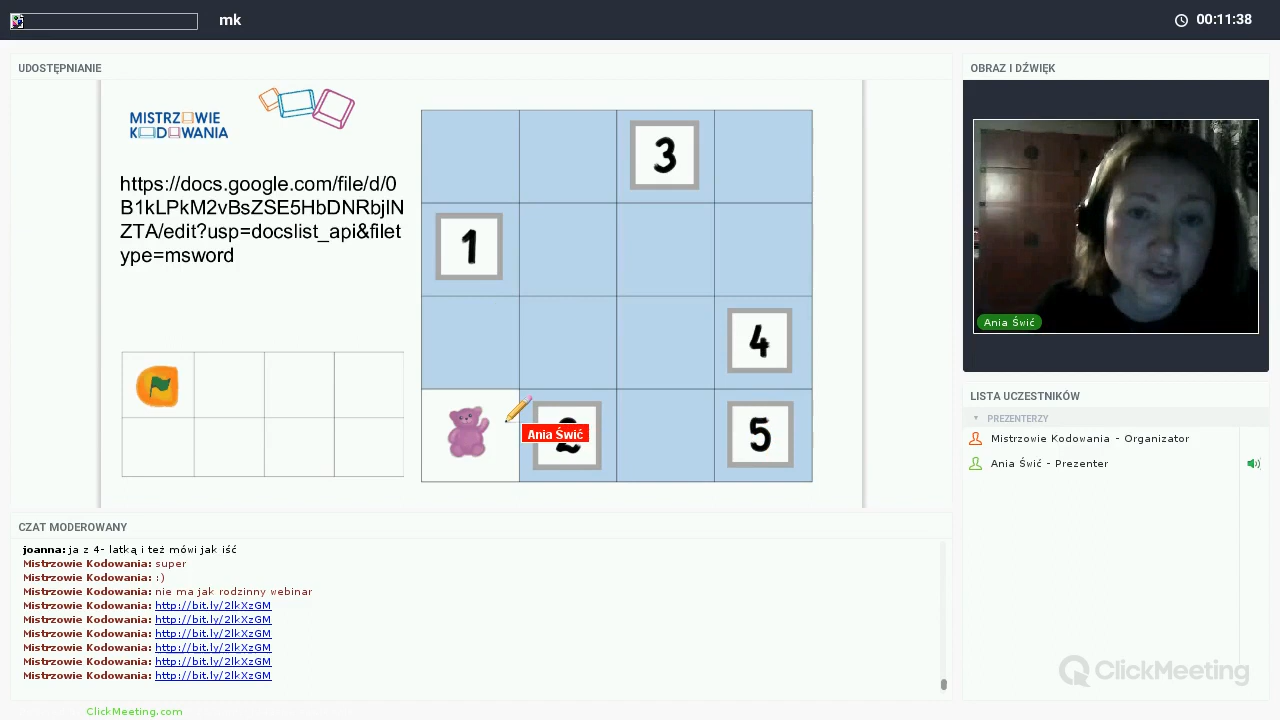 mk
00:11:38
UDOSTĘPNIANIE
MISTRZOWIE
KODOWANIA
https://docs.google.com/file/d/0
B1kLPkM2vBsZSE5HbDNRbjlN
ZTA/edit?usp=docslist_api&filet
ype=msword
3
1
4
2
5
Ania Świć
OBRAZ I DŹWIĘK
Ania Świć
LISTA UCZESTNIKÓW
PREZENTERZY
Mistrzowie Kodowania - Organizator
Ania Świć - Prezenter
CZAT MODEROWANY
joanna: ja z 4- latką i też mówi jak iść
Mistrzowie Kodowania: super
Mistrzowie Kodowania: :)
Mistrzowie Kodowania: nie ma jak rodzinny webinar
Mistrzowie Kodowania: http://bit.ly/2lkXzGM
Mistrzowie Kodowania: http://bit.ly/2lkXzGM
Mistrzowie Kodowania: http://bit.ly/2lkXzGM
Mistrzowie Kodowania: http://bit.ly/2lkXzGM
Mistrzowie Kodowania: http://bit.ly/2lkXzGM
Mistrzowie Kodowania: http://bit.ly/2lkXzGM
ClickMeeting
ClickMeeting.com